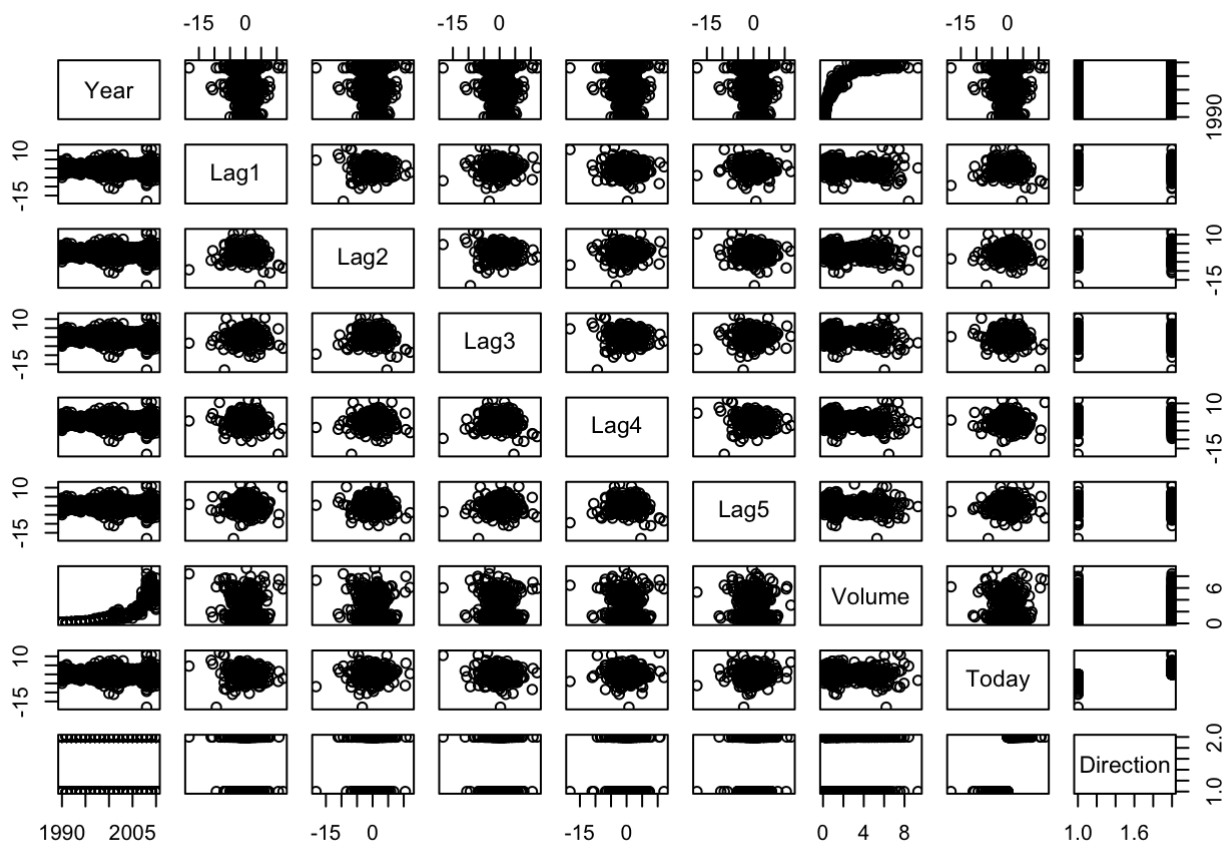 -15 0 -15 0 -15 0 -15 0
Year 1990
-15 10 Lag1
Lag2 -15 10
-15 10 Lag3
Lag4 -15 10
-15 10 Lag5
Volume 0 6
-15 10 Today
Direction 1.0 2.0
1990 2005 -15 0 -15 0 0 4 8 1.0 1.6